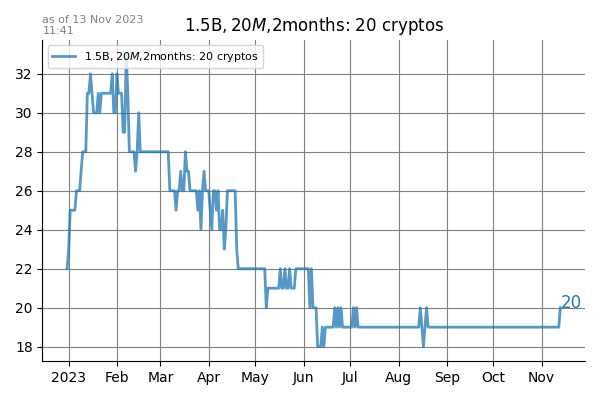 as of 13 Nov 2023
11:41
1.5B, 20M,2months: 20 cryptos
1.5B, 20M,2months: 20 cryptos
32
30
28
26
24
22
20
18
20
2023 Feb Mar Apr May Jun Jul Aug Sep Oct Nov